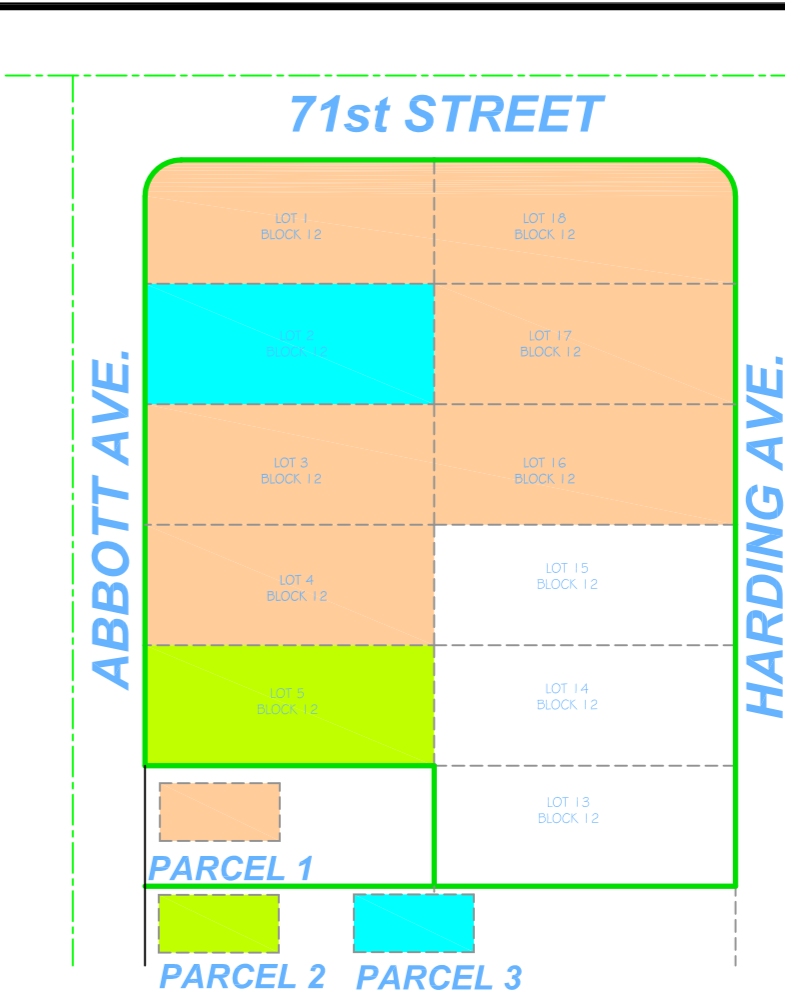 71st STREET
LOT 1
BLOCK 12
LOT 18
BLOCK 12
LOT 2
BLOCK 12
LOT 17
BLOCK 12
ABBOTT AVE.
HARDING AVE.
LOT 3
BLOCK 12
LOT 16
BLOCK 12
LOT 4
BLOCK 12
LOT 15
BLOCK 12
LOT 5
BLOCK 12
LOT 14
BLOCK 12
LOT 13
BLOCK 12
PARCEL 1
PARCEL 2
PARCEL 3